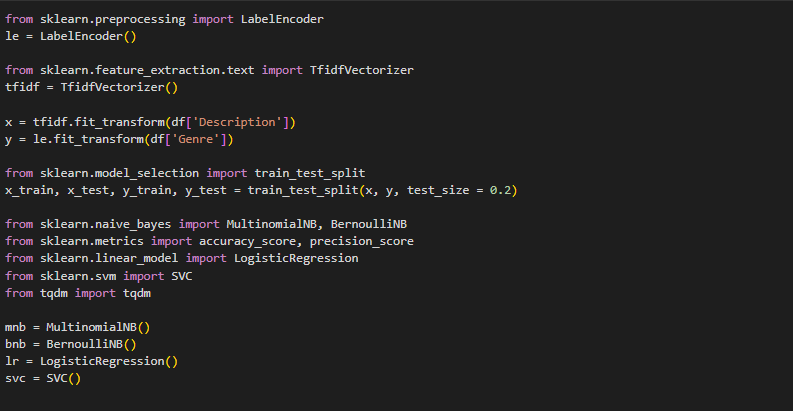 from sklearn.preprocessing import LabelEncoder
le = LabelEncoder()
from sklearn.feature_extraction.text import TfidfVectorizer
tfidf = TfidfVectorizer()
x = tfidf.fit_transform(df['Description'])
y = le.fit_transform(df['Genre'])
from sklearn.model_selection import train_test_split
x_train, x_test, y_train, y_test = train_test_split(x, y, test_size = 0.2)
from sklearn.naive_bayes import MultinomialNB, BernoulliNB
from sklearn.metrics import accuracy_score, precision_score
from sklearn.linear_model import LogisticRegression
from sklearn.svm import SVC
from tqdm import tqdm
mnb = MultinomialNB()
bnb = BernoulliNB()
lr = LogisticRegression()
svc = SVC()